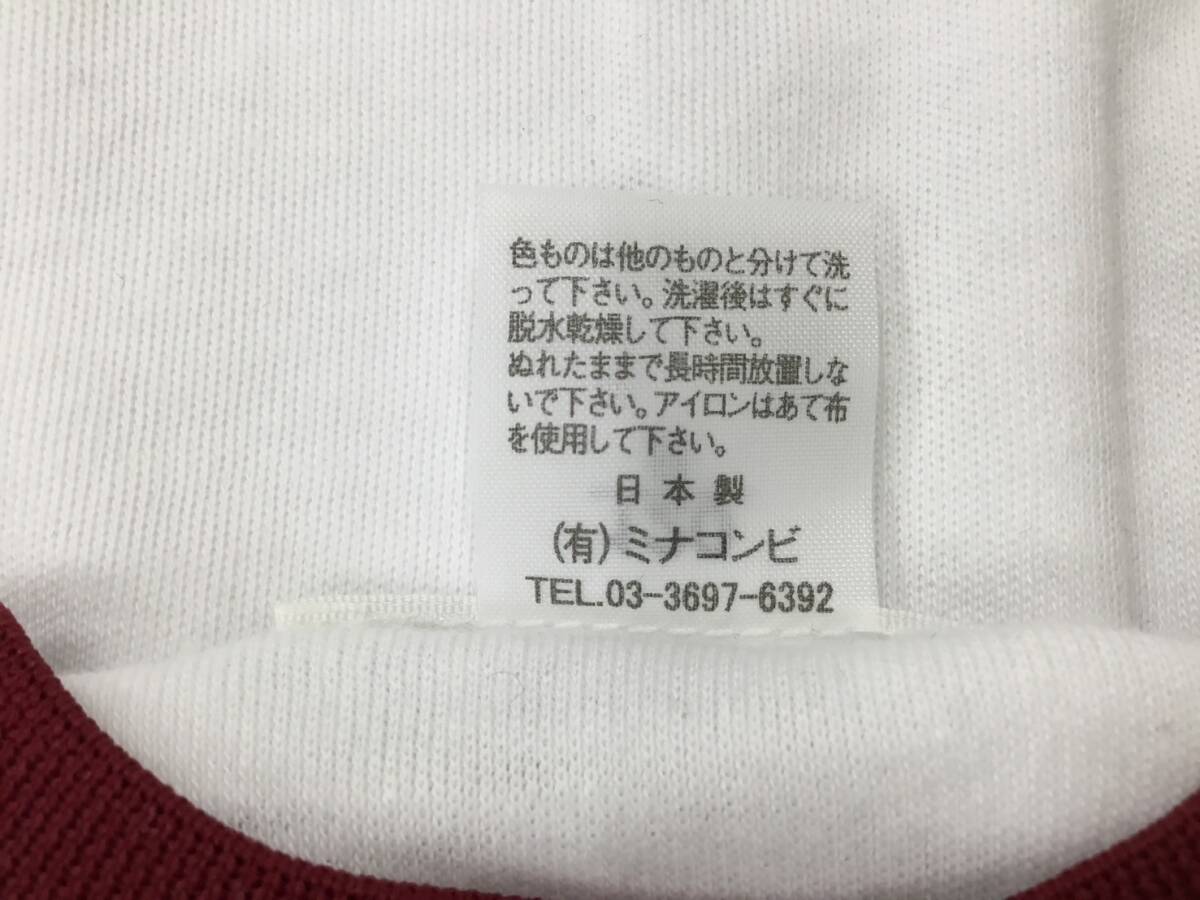 色ものは他のものと分けて洗
って下さい。洗濯後はすぐに
脱水乾燥して下さい。
ぬれたままで長時間放置しな
いで下さい。アイロンはあて布
を使用して下さい。
日本製
(有)ミナコンビ
TEL.03-3697-6392